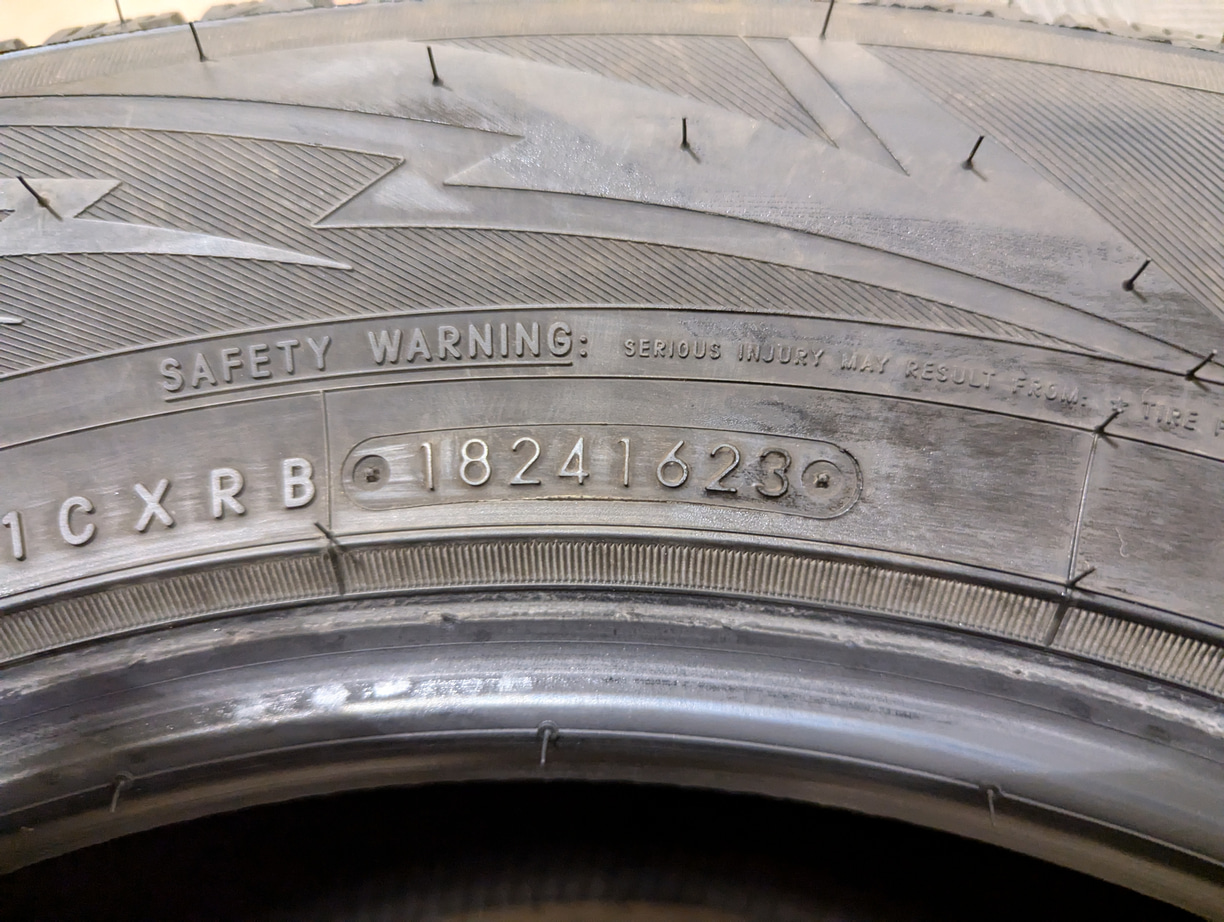 SAFETY WARNING: SERIOUS INJURY MAY RESULT FROM: TIRE
1CXRB 18241623